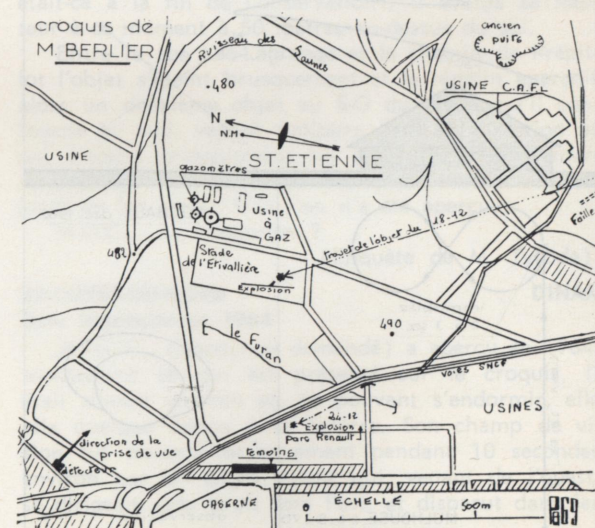 croquis de
M. BERLIER
Ruisseau des Saunes
ancien
puits
.480
USINE C.A.F.L
N
N.M.
USINE
ST. ETIENNE
gazomètres
Usine
à
GAZ
trajet de l'objet du 18-12
Faille
482
Stade
de l'Etivallière
Explosion
le Furan
490
VOIES SNCF
24-12
Explosion
parc Renault
USINES
direction de la
prise de vue
temoins
CASERNE
ÉCHELLE
0
500m